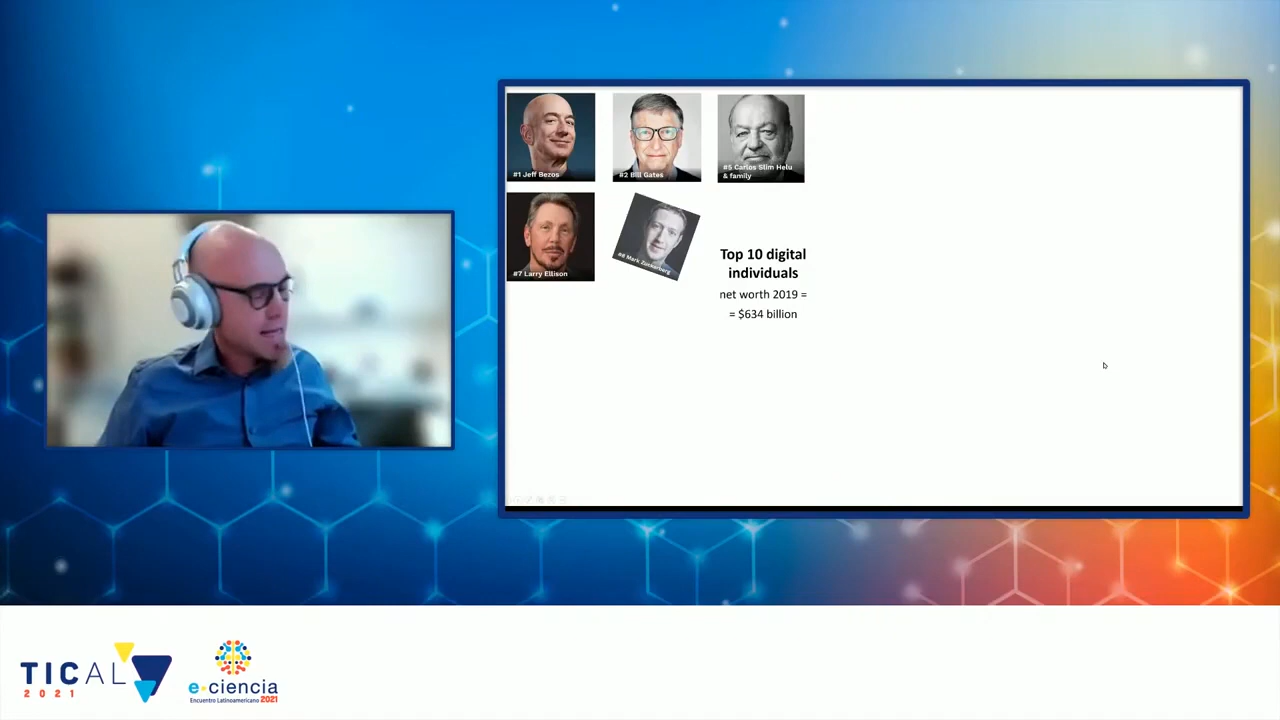 #1 Jeff Bezos
#2 Bill Gates
#5 Carlos Slim Helu
& family
#7 Larry Ellison
#8 Mark Zuckerberg
Top 10 digital
individuals
net worth 2019 =
= $634 billion
TICAL
2021
e-ciencia
Encuentro Latinoamericano 2021